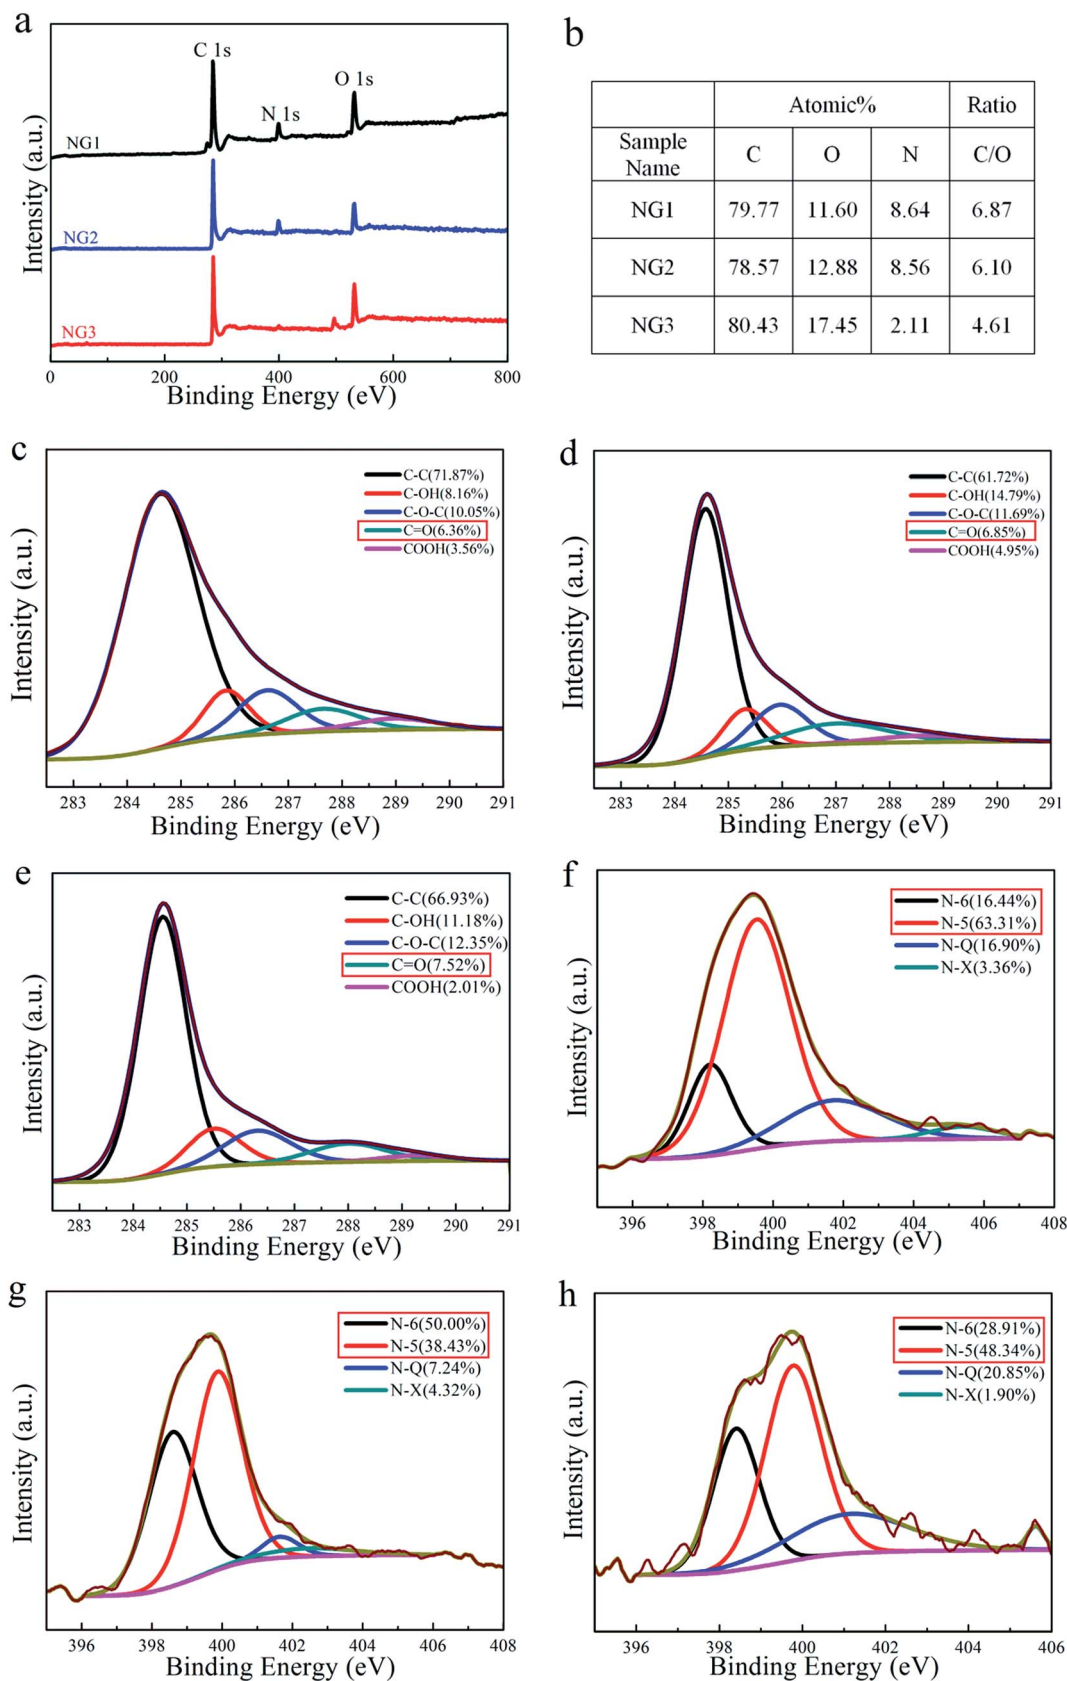 a
C 1s
N 1s
O 1s
NG1
NG2
NG3
Intensity (a.u.)
0 200 400 600 800
Binding Energy (eV)
b
Atomic% Ratio
Sample Name C O N C/O
NG1 79.77 11.60 8.64 6.87
NG2 78.57 12.88 8.56 6.10
NG3 80.43 17.45 2.11 4.61
c
C-C(71.87%)
C-OH(8.16%)
C-O-C(10.05%)
C=O(6.36%)
COOH(3.56%)
Intensity (a.u.)
283 284 285 286 287 288 289 290 291
Binding Energy (eV)
d
C-C(61.72%)
C-OH(14.79%)
C-O-C(11.69%)
C=O(6.85%)
COOH(4.95%)
Intensity (a.u.)
283 284 285 286 287 288 289 290 291
Binding Energy (eV)
e
C-C(66.93%)
C-OH(11.18%)
C-O-C(12.35%)
C=O(7.52%)
COOH(2.01%)
Intensity (a.u.)
283 284 285 286 287 288 289 290 291
Binding Energy (eV)
f
N-6(16.44%)
N-5(63.31%)
N-Q(16.90%)
N-X(3.36%)
Intensity (a.u.)
396 398 400 402 404 406 408
Binding Energy (eV)
g
N-6(50.00%)
N-5(38.43%)
N-Q(7.24%)
N-X(4.32%)
Intensity (a.u.)
396 398 400 402 404 406 408
Binding Energy (eV)
h
N-6(28.91%)
N-5(48.34%)
N-Q(20.85%)
N-X(1.90%)
Intensity (a.u.)
396 398 400 402 404 406
Binding Energy (eV)